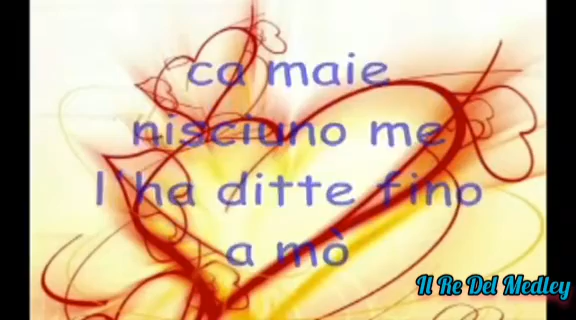 ca maie
nisciuno me
l'ha ditte fino
a mò
Il Re Del Medley